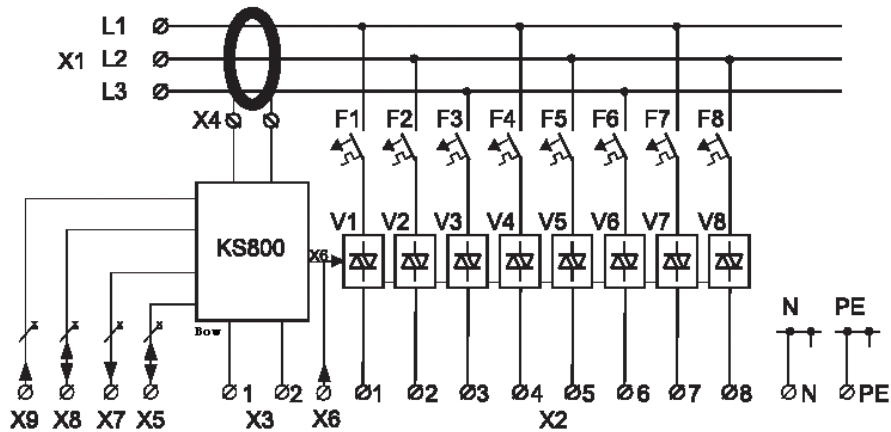 L1
X1 L2
L3
X4 F1 F2 F3 F4 F5 F6 F7 F8
V1 V2 V3 V4 V5 V6 V7 V8
KS800 X6
N PE
x x x x Bow
1 2 1 2 3 4 5 6 7 8 N PE
X9 X8 X7 X5 X3 X6 X2